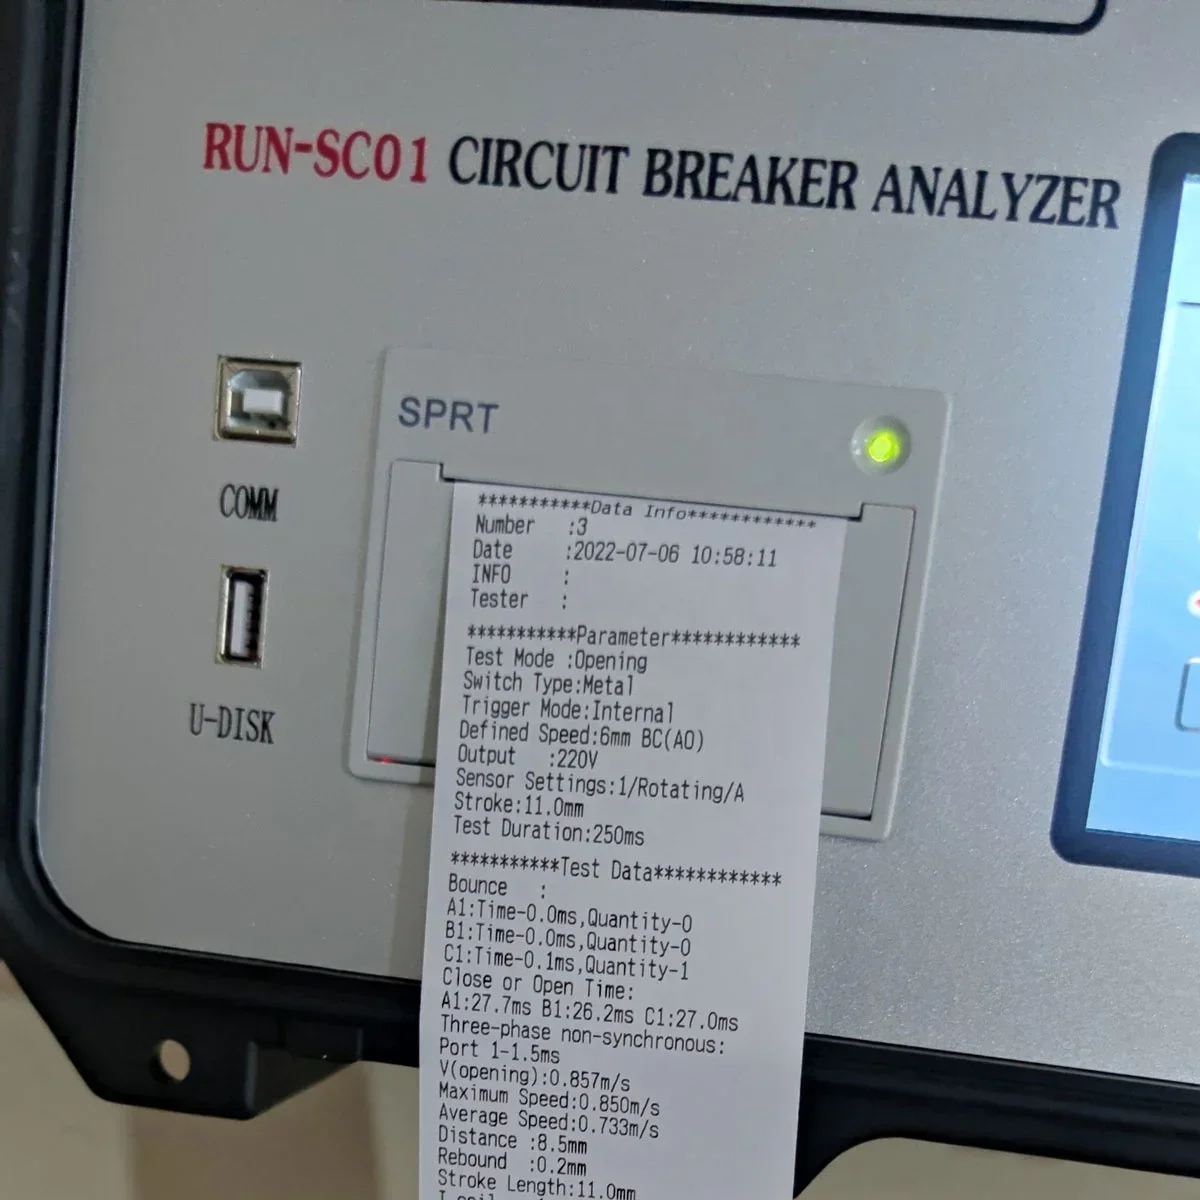 RUN-SC01 CIRCUIT BREAKER ANALYZER
COMM
U-DISK
SPRT
***********Data Info************
Number :3
Date :2022-07-06 10:58:11
INFO :
Tester :
***********Parameter************
Test Mode :Opening
Switch Type:Metal
Trigger Mode:Internal
Defined Speed:6mm BC(AO)
Output :220V
Sensor Settings:1/Rotating/A
Stroke:11.0mm
Test Duration:250ms
***********Test Data************
Bounce :
A1:Time-0.0ms,Quantity-0
B1:Time-0.0ms,Quantity-0
C1:Time-0.1ms,Quantity-1
Close or Open Time:
A1:27.7ms B1:26.2ms C1:27.0ms
Three-phase non-synchronous:
Port 1-1.5ms
V(opening):0.857m/s
Maximum Speed:0.850m/s
Average Speed:0.733m/s
Distance :8.5mm
Rebound :0.2mm
Stroke Length:11.0mm